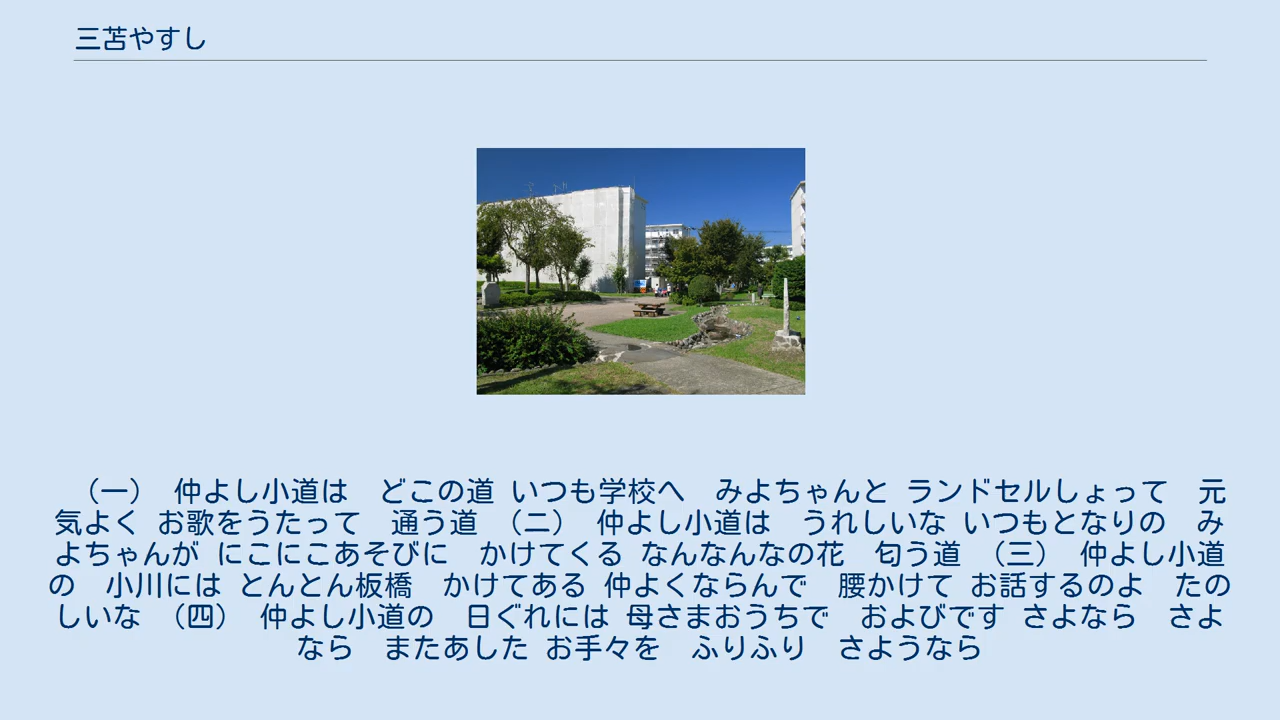 三苫やすし
（一）　仲よし小道は　どこの道 いつも学校へ　みよちゃんと ランドセルしょって　元
気よく お歌をうたって　通う道 （二）　仲よし小道は　うれしいな いつもとなりの　み
よちゃんが にこにこあそびに　かけてくる なんなんなの花　匂う道 （三）　仲よし小道
の　小川には とんとん板橋　かけてある 仲よくならんで　腰かけて お話するのよ　たの
しいな （四）　仲よし小道の　日ぐれには 母さまおうちで　およびです さよなら　さよ
なら　またあした お手々を　ふりふり　さようなら